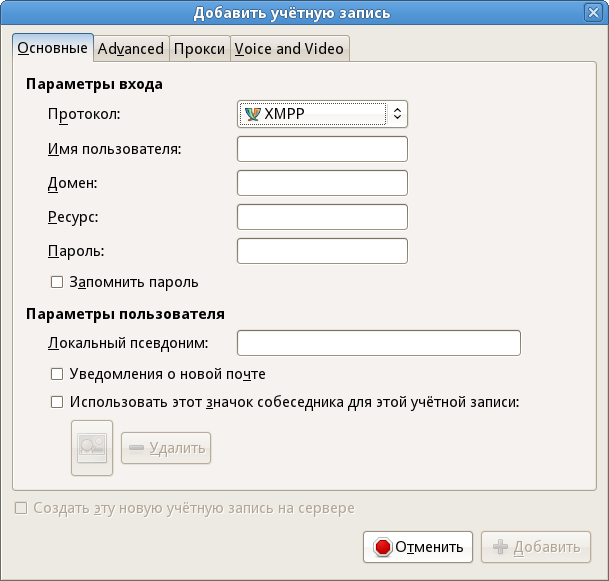 Добавить учётную запись
Основные Advanced Прокси Voice and Video
Параметры входа
Протокол: XMPP
Имя пользователя:
Домен:
Ресурс:
Пароль:
Запомнить пароль
Параметры пользователя
Локальный псевдоним:
Уведомления о новой почте
Использовать этот значок собеседника для этой учётной записи:
Удалить
Создать эту новую учётную запись на сервере
Отменить Добавить